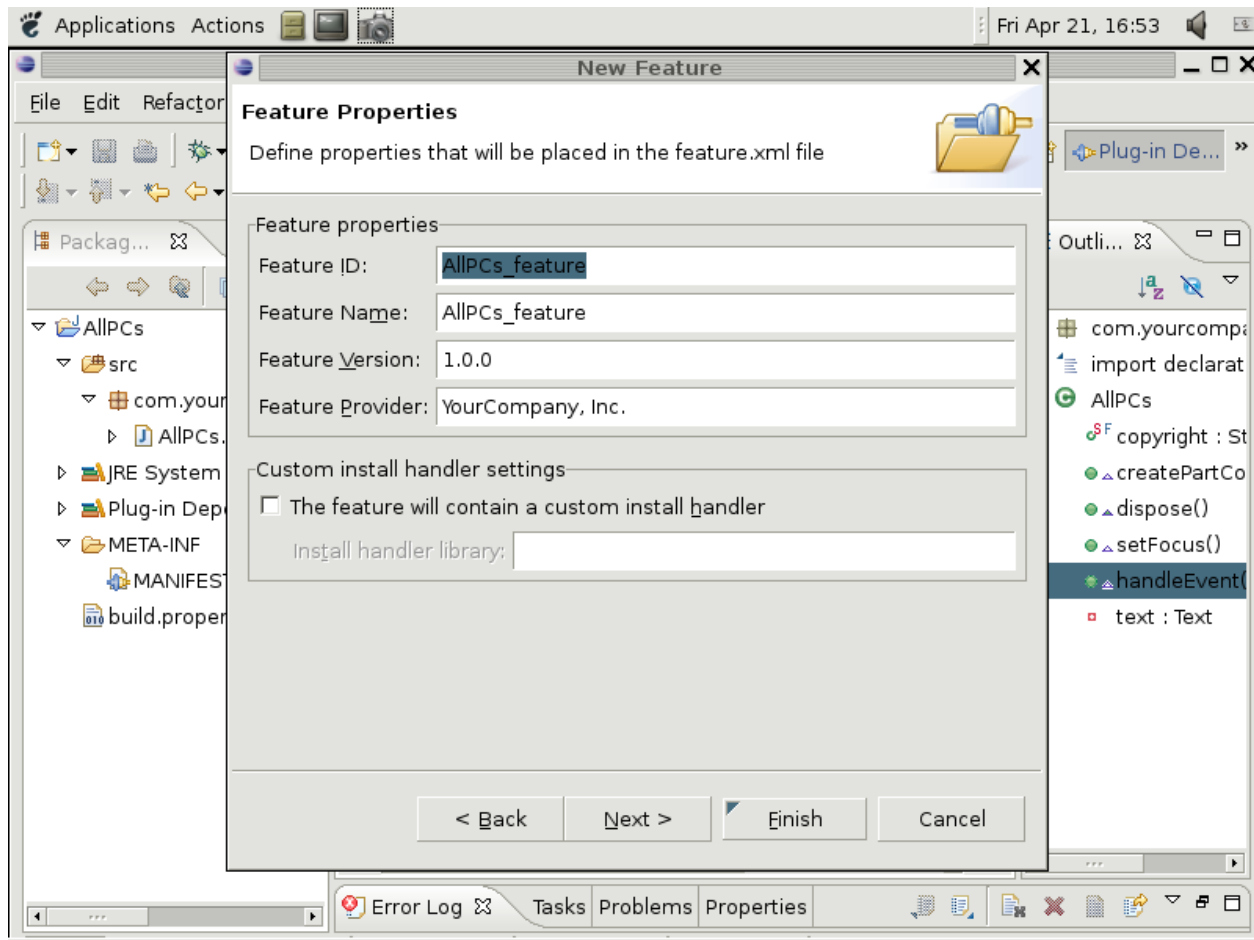 Applications Actions
Fri Apr 21, 16:53
New Feature
File Edit Refactor
Feature Properties
Define properties that will be placed in the feature.xml file
Plug-in De... »
Packag...
Outli...
Feature properties
Feature ID: AllPCs_feature
Feature Name: AllPCs_feature
Feature Version: 1.0.0
Feature Provider: YourCompany, Inc.
Custom install handler settings
The feature will contain a custom install handler
Install handler library:
AllPCs
src
com.your
AllPCs.
JRE System
Plug-in Dep
META-INF
MANIFEST
build.proper
com.yourcompa
import declarat
AllPCs
copyright : St
createPartCo
dispose()
setFocus()
handleEvent(
text : Text
< Back
Next >
Finish
Cancel
Error Log
Tasks
Problems
Properties